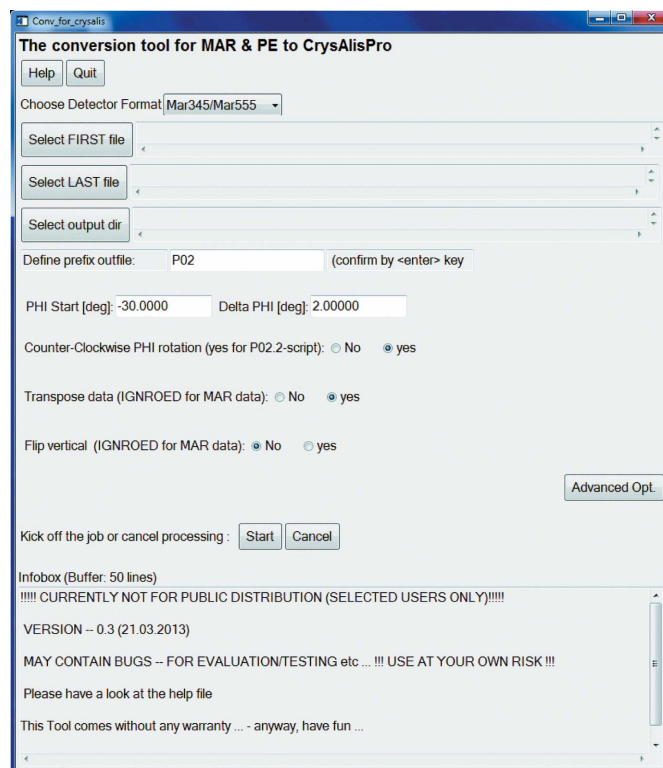 Conv_for_crysalis
The conversion tool for MAR & PE to CrysAlisPro
Help Quit
Choose Detector Format Mar345/Mar555
Select FIRST file
Select LAST file
Select output dir
Define prefix outfile: P02 (confirm by <enter> key
PHI Start [deg]: -30.0000 Delta PHI [deg]: 2.00000
Counter-Clockwise PHI rotation (yes for P02.2-script): No yes
Transpose data (IGNROED for MAR data): No yes
Flip vertical (IGNROED for MAR data): No yes
Advanced Opt.
Kick off the job or cancel processing : Start Cancel
Infobox (Buffer: 50 lines)
!!!!! CURRENTLY NOT FOR PUBLIC DISTRIBUTION (SELECTED USERS ONLY)!!!!!
VERSION -- 0.3 (21.03.2013)
MAY CONTAIN BUGS -- FOR EVALUATION/TESTING etc ... !!! USE AT YOUR OWN RISK !!!
Please have a look at the help file
This Tool comes without any warranty ... - anyway, have fun ...